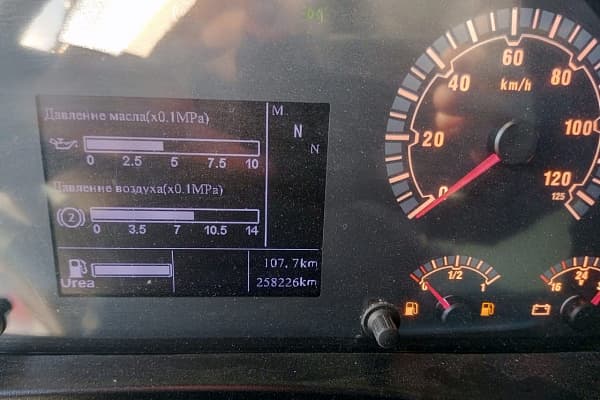 Давление масла(x0.1MPa)
0 2.5 5 7.5 10
Давление воздуха(x0.1MPa)
2
0 3.5 7 10.5 14
Urea
M
N
N
107.7km
258226km
0 20 40 60 80 100 120 125
km/h
0 1/2 1
16 24
V